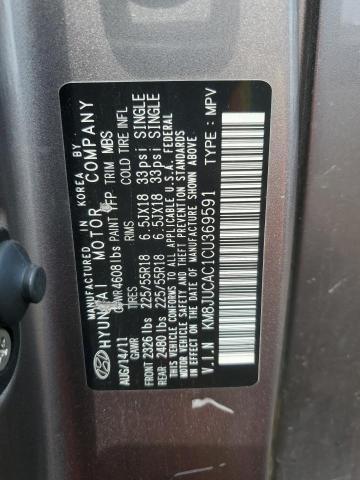 MANUFACTURED IN KOREA BY
HYUNDAI MOTOR COMPANY
AUG/14/11 GVWR 4608 lbs PAINT YFP TRIM MBS
GAWR TIRES RIMS COLD TIRE INFL
FRONT 2326 lbs 225/55R18 6.5JX18 33psi SINGLE
REAR 2480 lbs 225/55R18 6.5JX18 33psi SINGLE
THIS VEHICLE CONFORMS TO ALL APPLICABLE U.S.A. FEDERAL
MOTOR VEHICLE SAFETY, BUMPER, AND THEFT PREVENTION STANDARDS
IN EFFECT ON THE DATE OF MANUFACTURE SHOWN ABOVE.
V.I.N KM8JUCAC1CU369591 TYPE: MPV